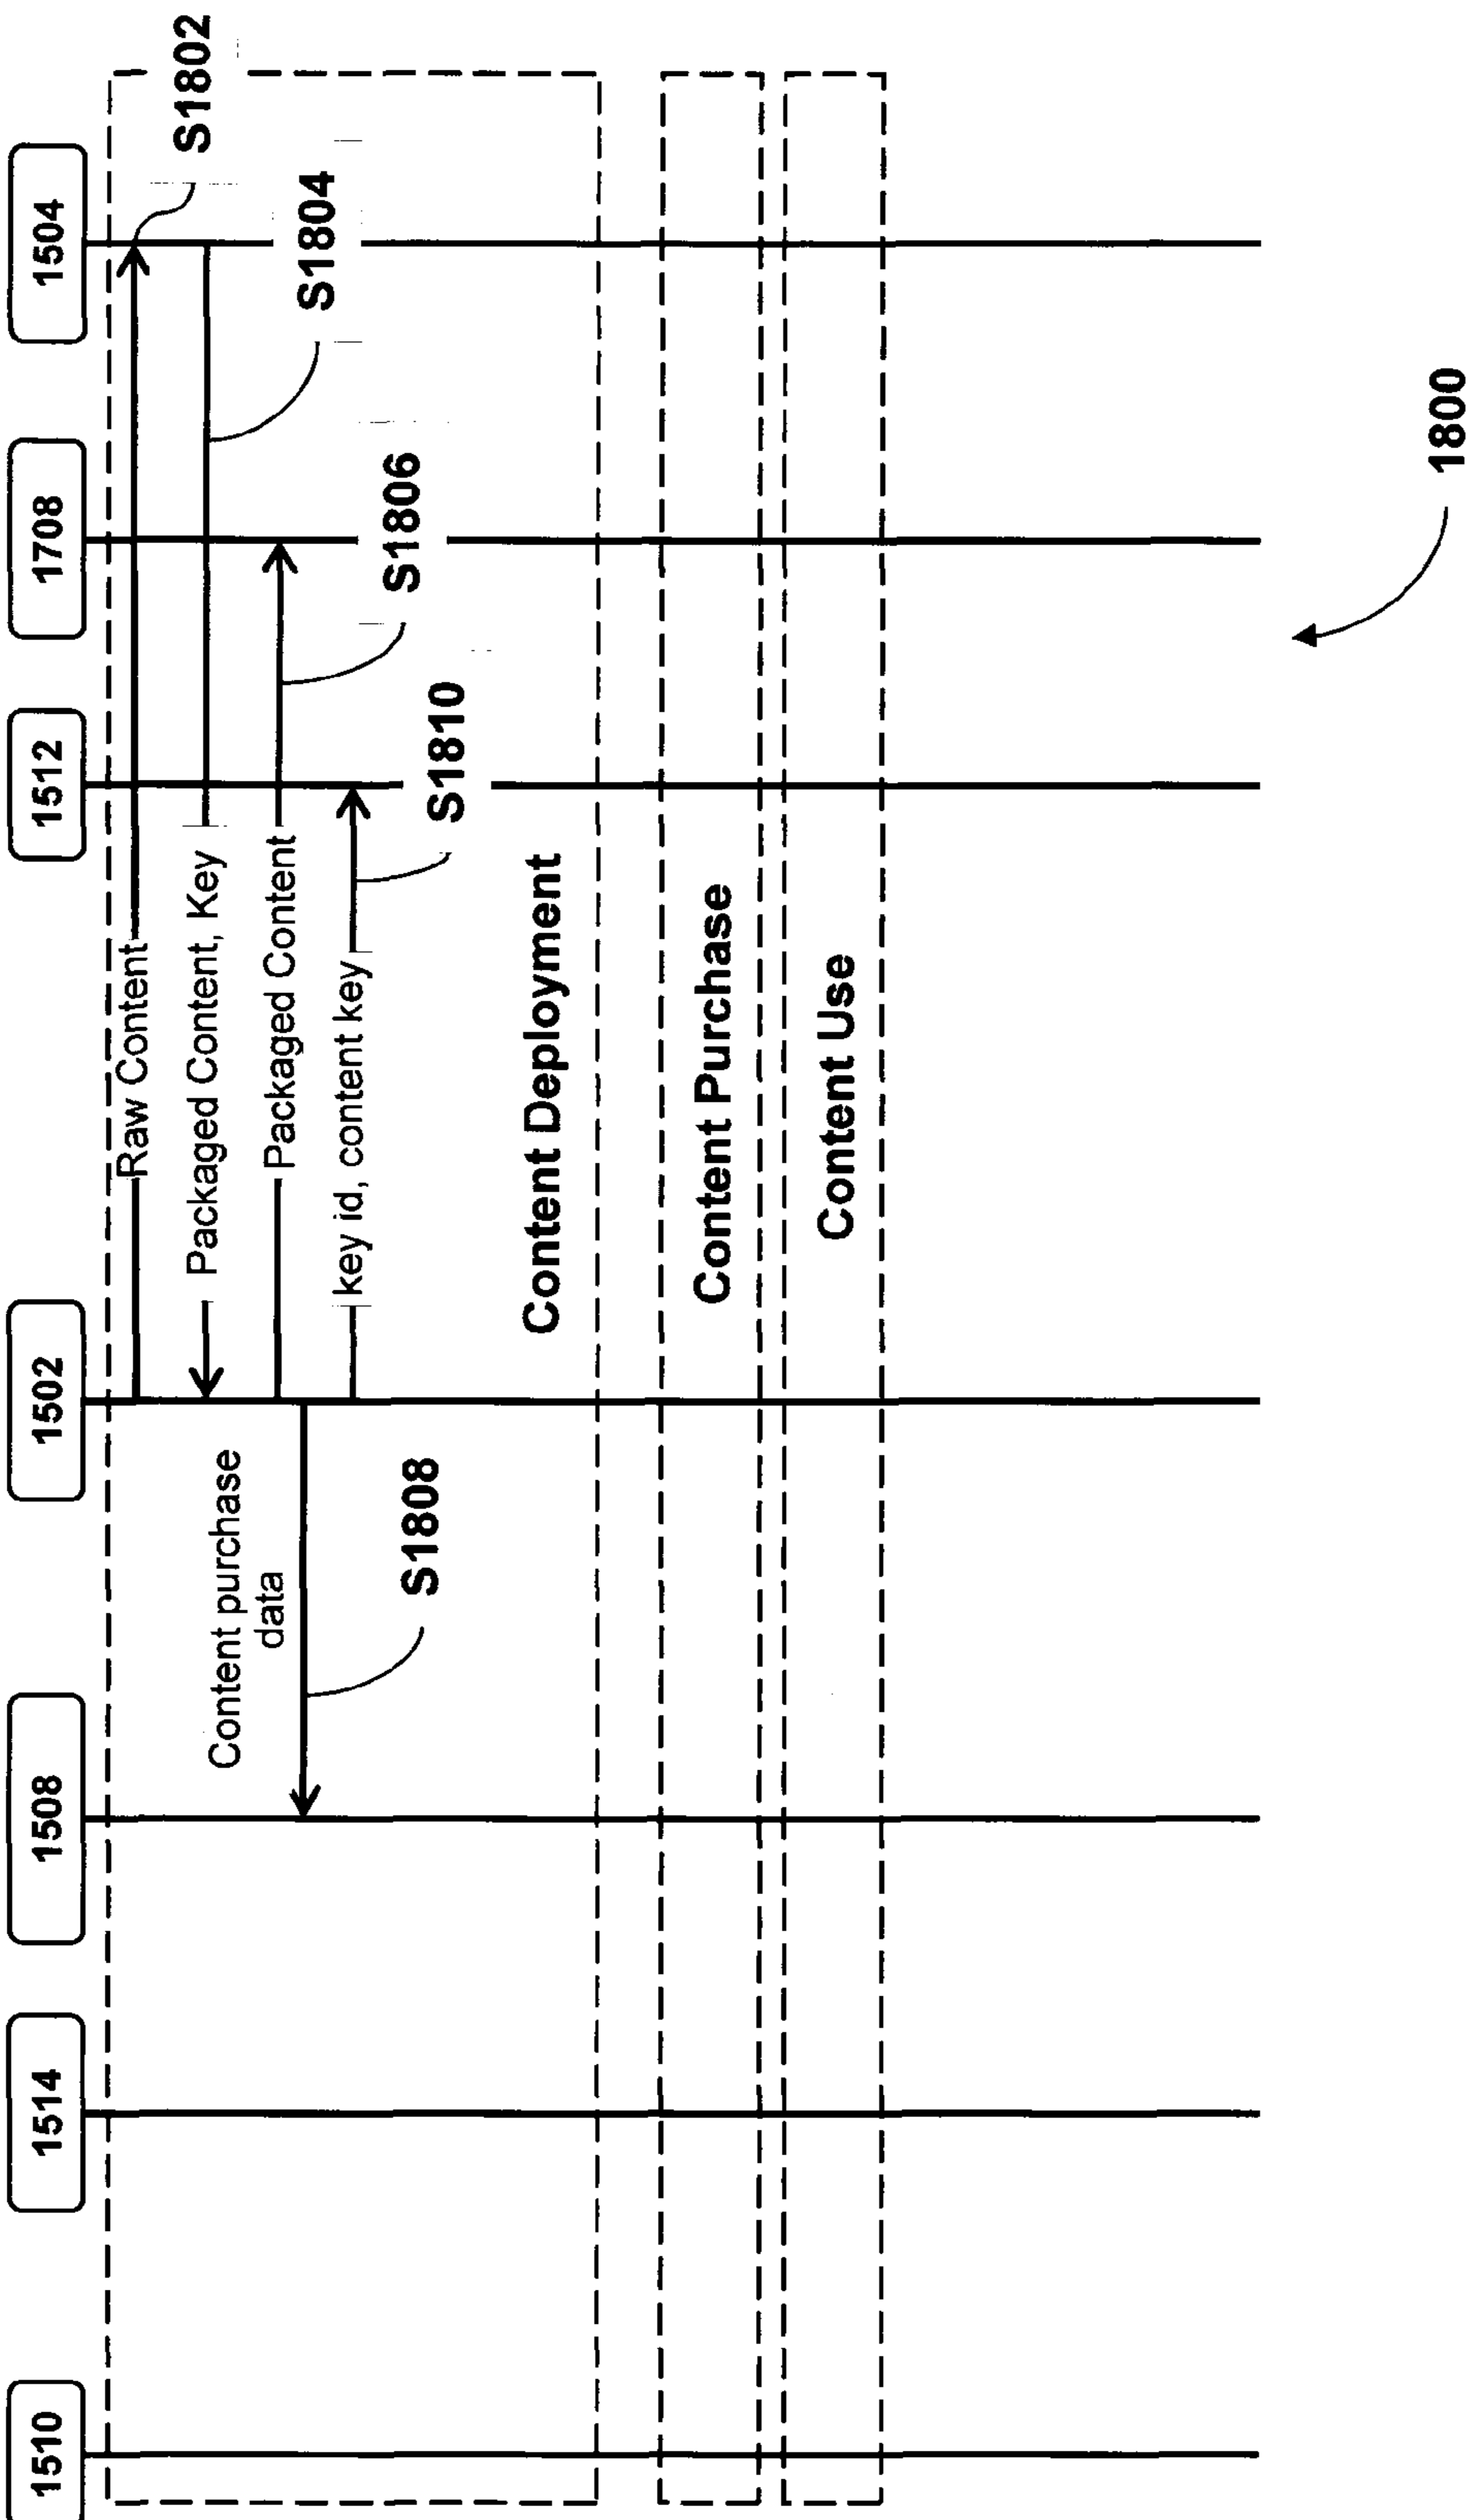 1510
1514
1508
1502
1512
1708
1504
Raw Content
S1802
Packaged Content, Key
S1804
Content purchase
data
Packaged Content
S1806
S1808
key id, content key
S1810
Content Deployment
Content Purchase
Content Use
1800